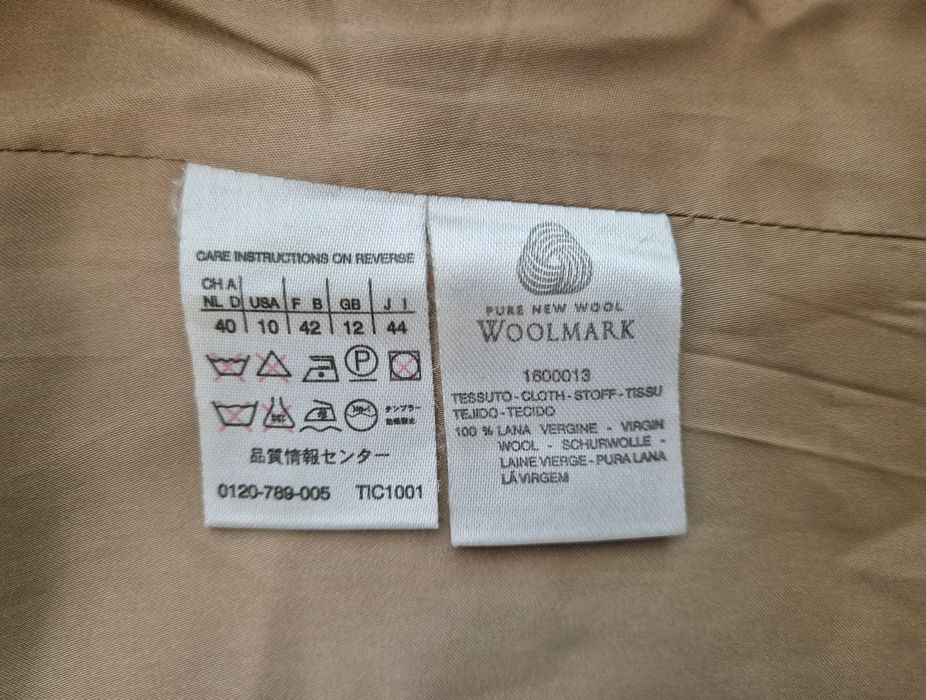 CARE INSTRUCTIONS ON REVERSE
CH A
NL D USA F B GB J I
40 10 42 12 44
P
タンブラー
品質情報センター
0120-789-005 TIC1001
PURE NEW WOOL
WOOLMARK
1600013
TESSUTO - CLOTH - STOFF - TISSU
TEJIDO - TECIDO
100 % LANA VERGINE - VIRGIN
WOOL - SCHURWOLLE -
LAINE VIERGE - PURA LANA
LÃ VIRGEM